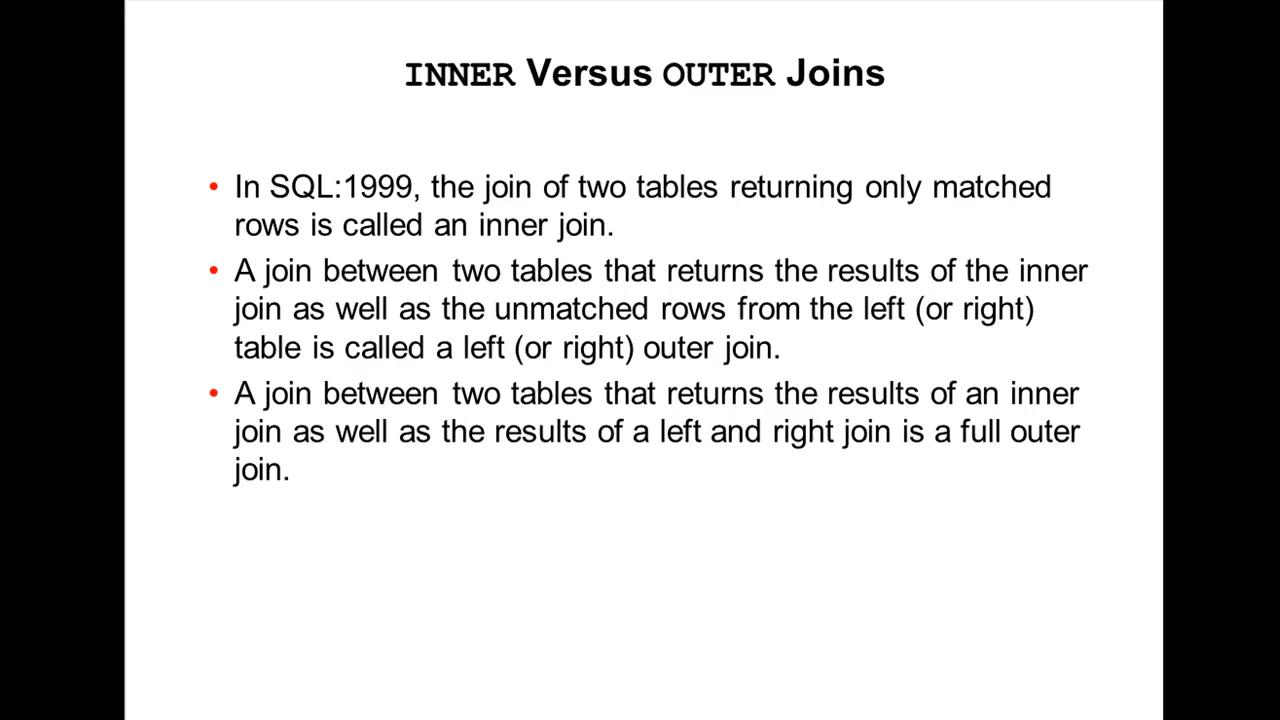 INNER Versus OUTER Joins
• In SQL:1999, the join of two tables returning only matched
rows is called an inner join.
• A join between two tables that returns the results of the inner
join as well as the unmatched rows from the left (or right)
table is called a left (or right) outer join.
• A join between two tables that returns the results of an inner
join as well as the results of a left and right join is a full outer
join.